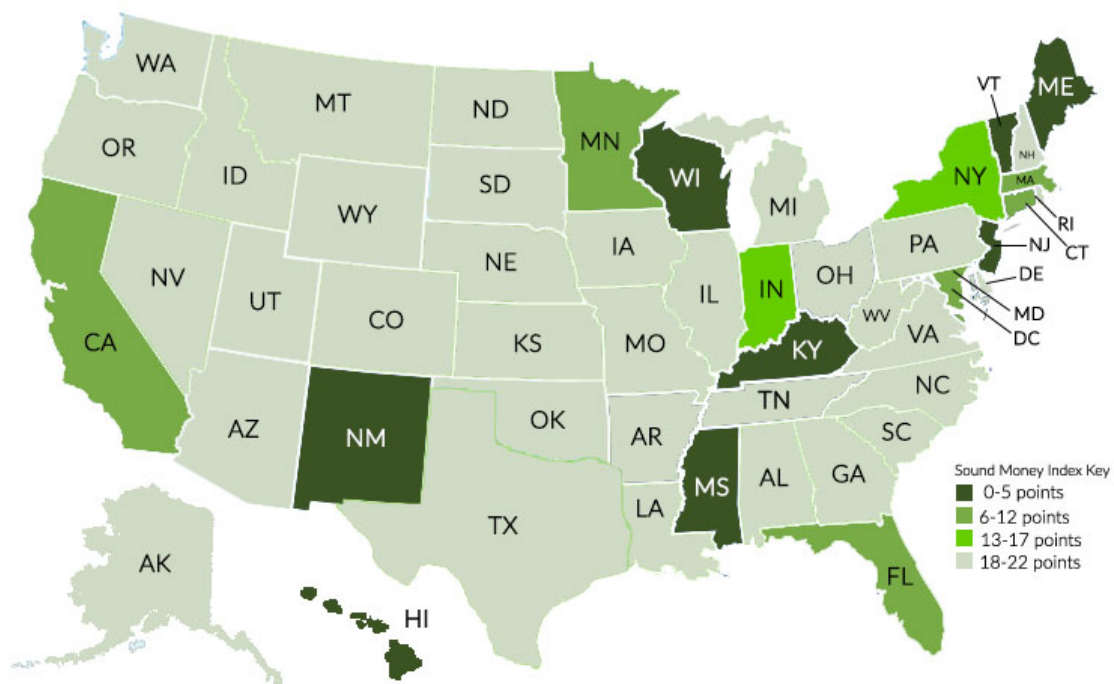 WA
MT
ND
MN
VT
ME
OR
ID
SD
WI
NY
NH
MA
WY
MI
RI
CT
NV
UT
NE
IA
PA
NJ
CA
CO
IL
IN
OH
DE
MD
DC
KS
MO
KY
WV
VA
AZ
NM
OK
AR
TN
NC
SC
TX
LA
MS
AL
GA
Sound Money Index Key
0-5 points
6-12 points
13-17 points
18-22 points
AK
HI
FL